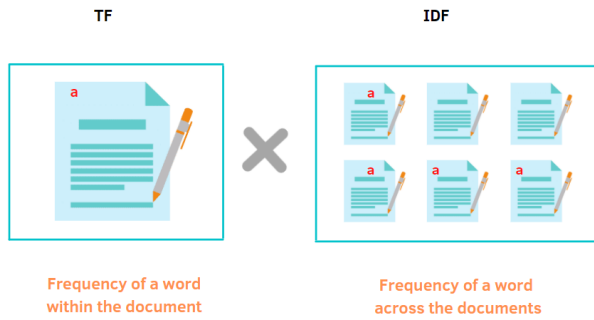 TF
IDF
a
a
a
a
a
Frequency of a word
within the document
Frequency of a word
across the documents